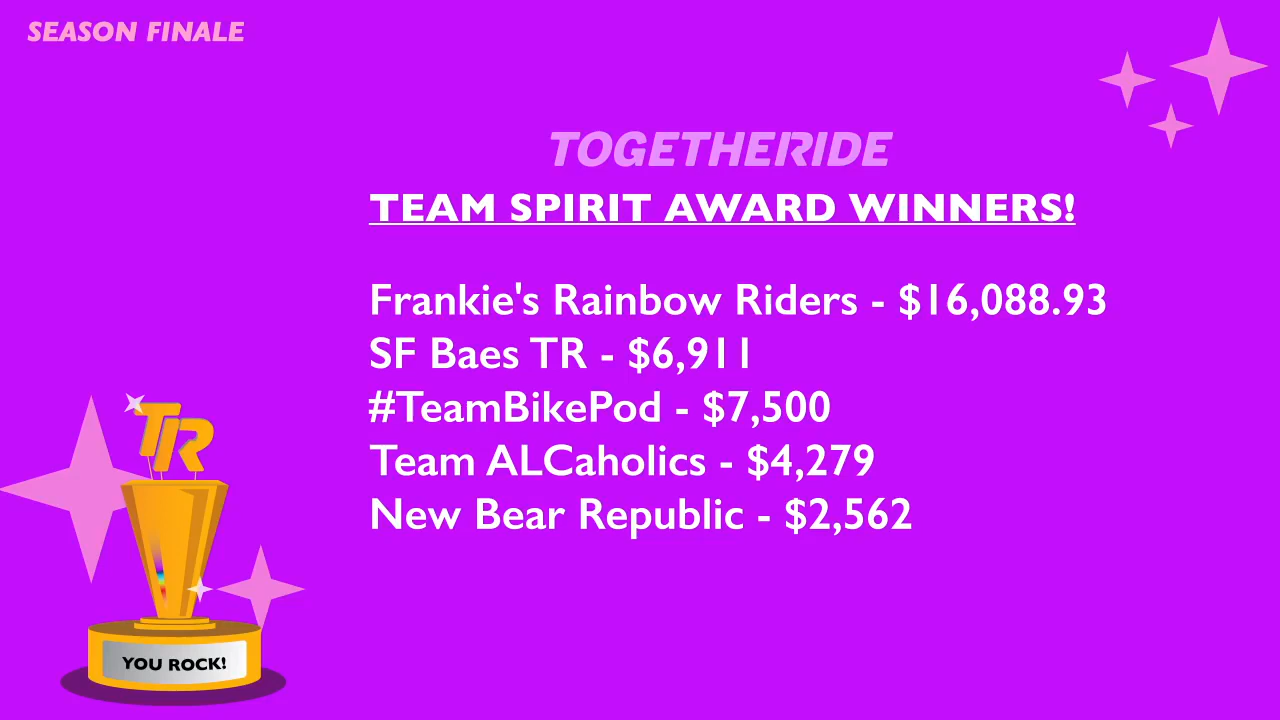 SEASON FINALE
TOGETHERIDE
TEAM SPIRIT AWARD WINNERS!
Frankie's Rainbow Riders - $16,088.93
SF Baes TR - $6,911
#TeamBikePod - $7,500
Team ALCaholics - $4,279
New Bear Republic - $2,562
TR
YOU ROCK!